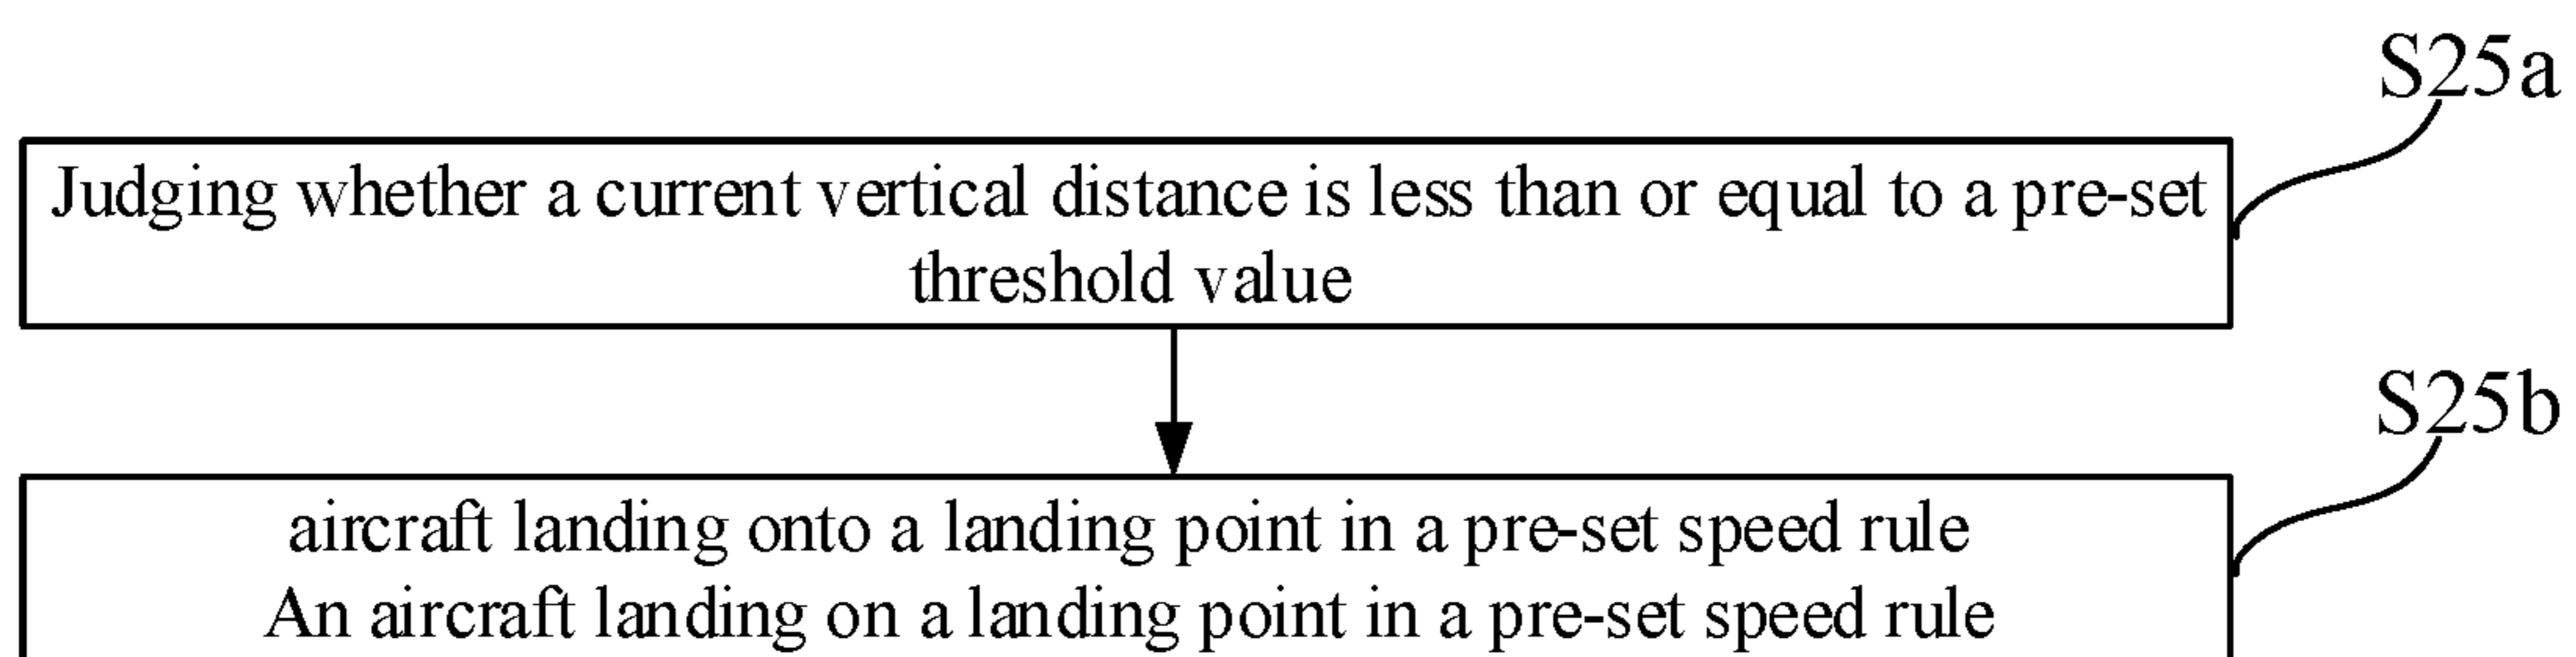 S25a
Judging whether a current vertical distance is less than or equal to a pre-set
threshold value
S25b
aircraft landing onto a landing point in a pre-set speed rule
An aircraft landing on a landing point in a pre-set speed rule